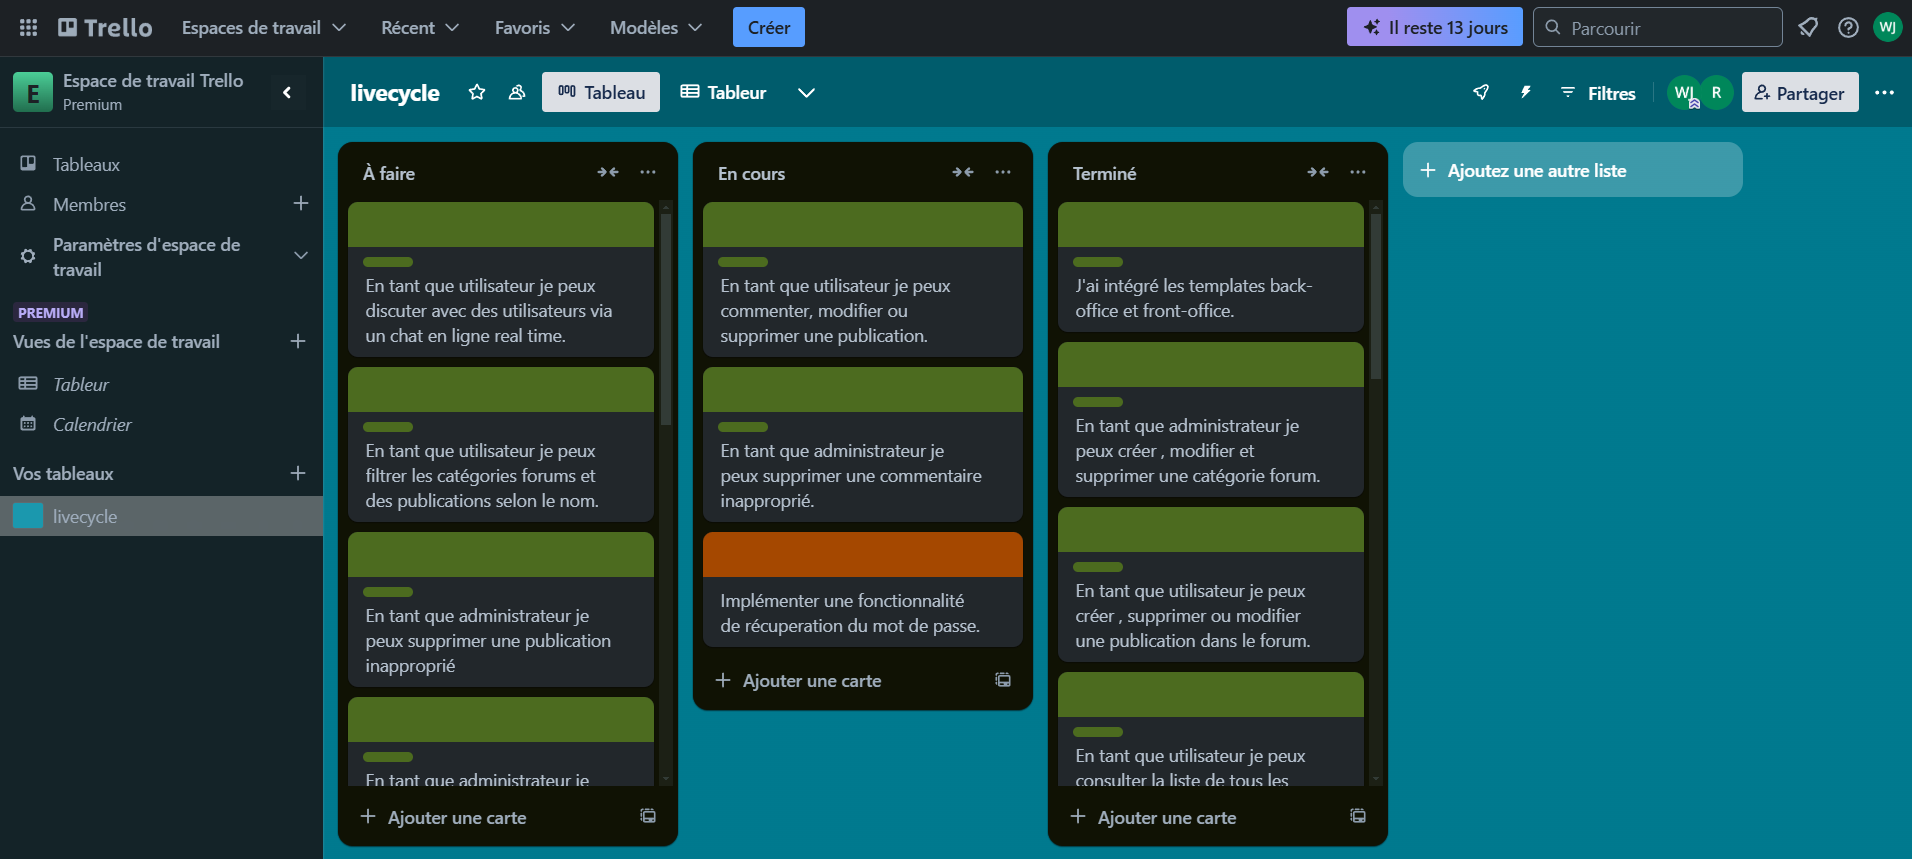 Trello
Espaces de travail
Récent
Favoris
Modèles
Créer
Il reste 13 jours
Parcourir
WJ
E
Espace de travail Trello
Premium
livecycle
Tableau
Tableur
Filtres
WJ
R
Partager
Tableaux
Membres
Paramètres d'espace de
travail
PREMIUM
Vues de l'espace de travail
Tableur
Calendrier
Vos tableaux
livecycle
À faire
En tant que utilisateur je peux
discuter avec des utilisateurs via
un chat en ligne real time.
En tant que utilisateur je peux
filtrer les catégories forums et
des publications selon le nom.
En tant que administrateur je
peux supprimer une publication
inapproprié
En tant que administrateur je
Ajouter une carte
En cours
En tant que utilisateur je peux
commenter, modifier ou
supprimer une publication.
En tant que administrateur je
peux supprimer une commentaire
inapproprié.
Implémenter une fonctionnalité
de récuperation du mot de passe.
Ajouter une carte
Terminé
J'ai intégré les templates back-
office et front-office.
En tant que administrateur je
peux créer , modifier et
supprimer une catégorie forum.
En tant que utilisateur je peux
créer , supprimer ou modifier
une publication dans le forum.
En tant que utilisateur je peux
consulter la liste de tous les
Ajouter une carte
Ajoutez une autre liste